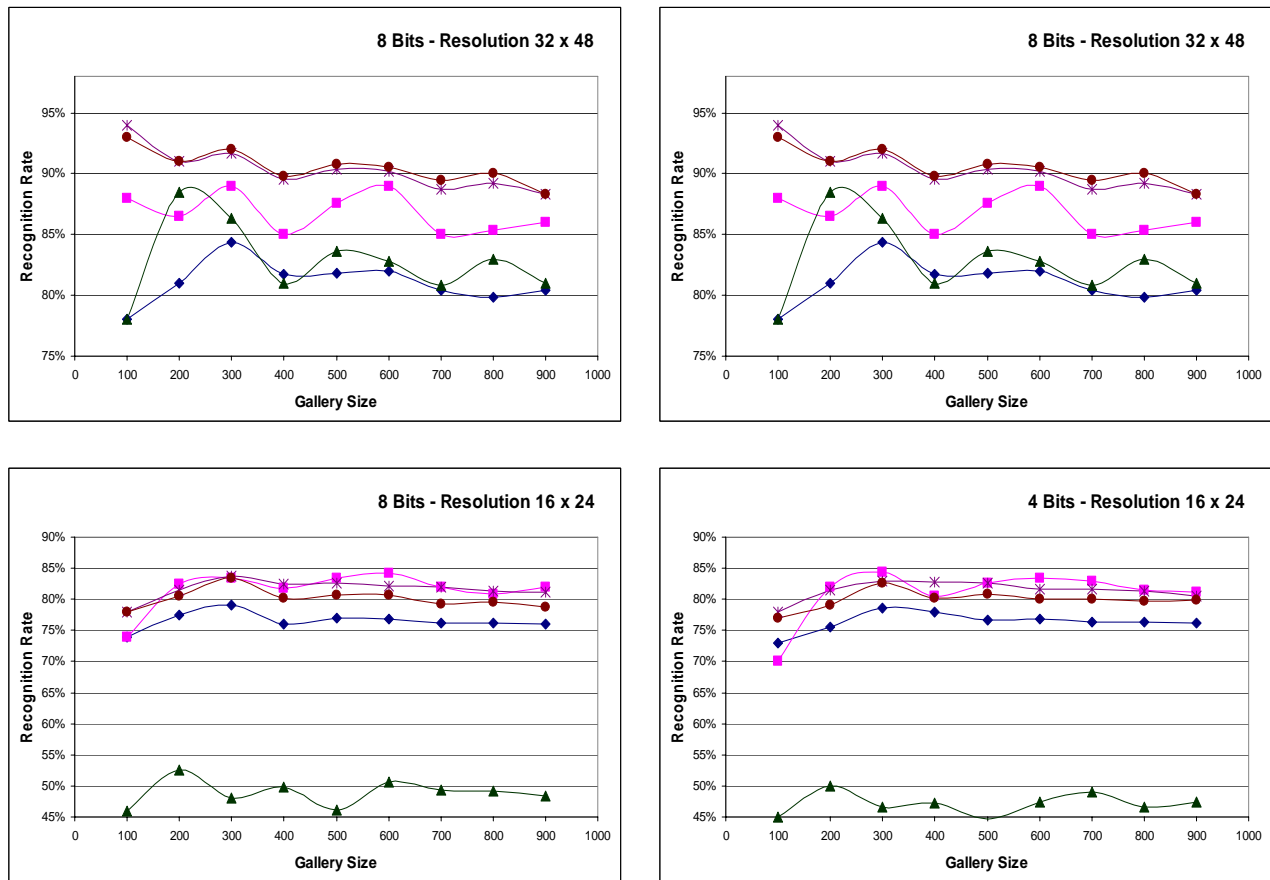 8 Bits - Resolution 32 x 48
95%
90%
85%
80%
75%
Recognition Rate
0 100 200 300 400 500 600 700 800 900 1000
Gallery Size
8 Bits - Resolution 32 x 48
95%
90%
85%
80%
75%
Recognition Rate
0 100 200 300 400 500 600 700 800 900 1000
Gallery Size
8 Bits - Resolution 16 x 24
90%
85%
80%
75%
70%
65%
60%
55%
50%
45%
Recognition Rate
0 100 200 300 400 500 600 700 800 900 1000
Gallery Size
4 Bits - Resolution 16 x 24
90%
85%
80%
75%
70%
65%
60%
55%
50%
45%
Recognition Rate
0 100 200 300 400 500 600 700 800 900 1000
Gallery Size